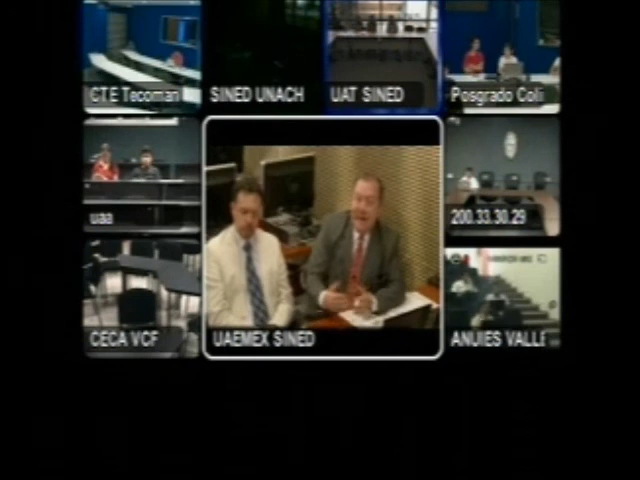 CTE Tecoman
SINED UNACH
UAT SINED
Posgrado Coli
uaa
200.33.30.29
CECA VCF
UAEMEX SINED
ANUIES VALLE